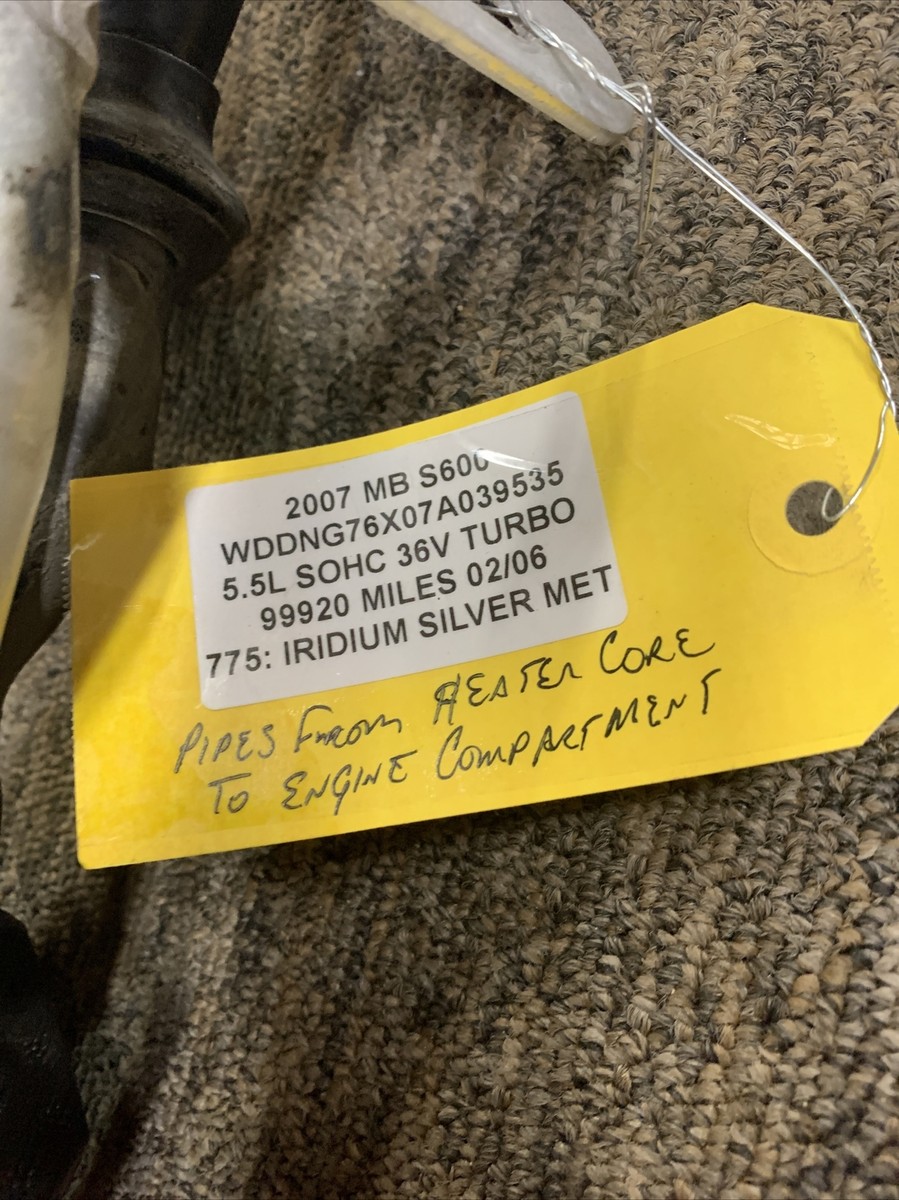 2007 MB S600
WDDNG76X07A039535
5.5L SOHC 36V TURBO
99920 MILES 02/06
775: IRIDIUM SILVER MET
PIPES FROM HEATER CORE
TO ENGINE COMPARTMENT